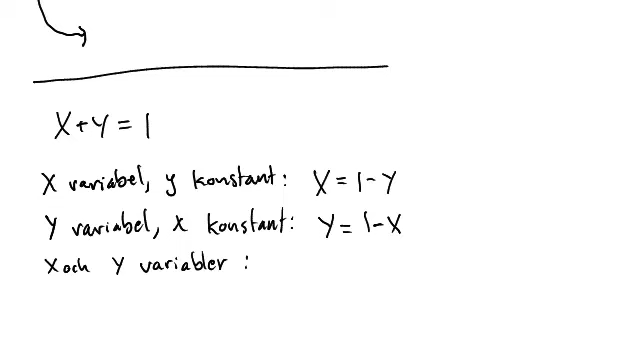 X+Y = 1
X variabel, y konstant: X = 1-Y
Y variabel, x konstant: Y = 1-X
X och Y variabler :